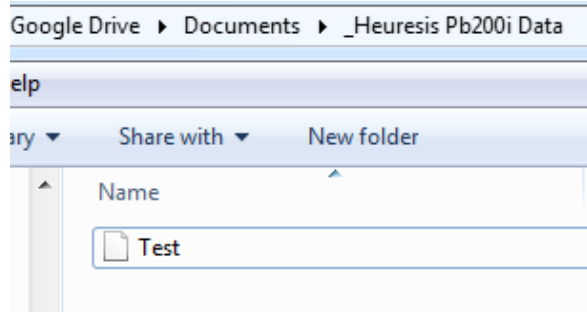 Google Drive ▸ Documents ▸ _Heuresis Pb200i Data
elp
ary ▾ Share with ▾ New folder
Name
Test